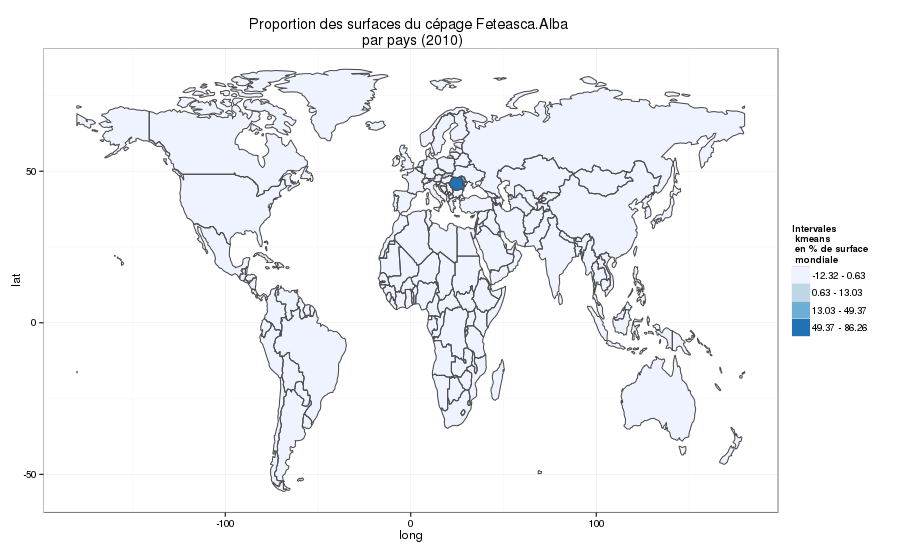 Proportion des surfaces du cépage Feteasca.Alba
par pays (2010)
50
0
-50
lat
-100
0
100
long
Intervales
kmeans
en % de surface
mondiale
-12.32 - 0.63
0.63 - 13.03
13.03 - 49.37
49.37 - 86.26